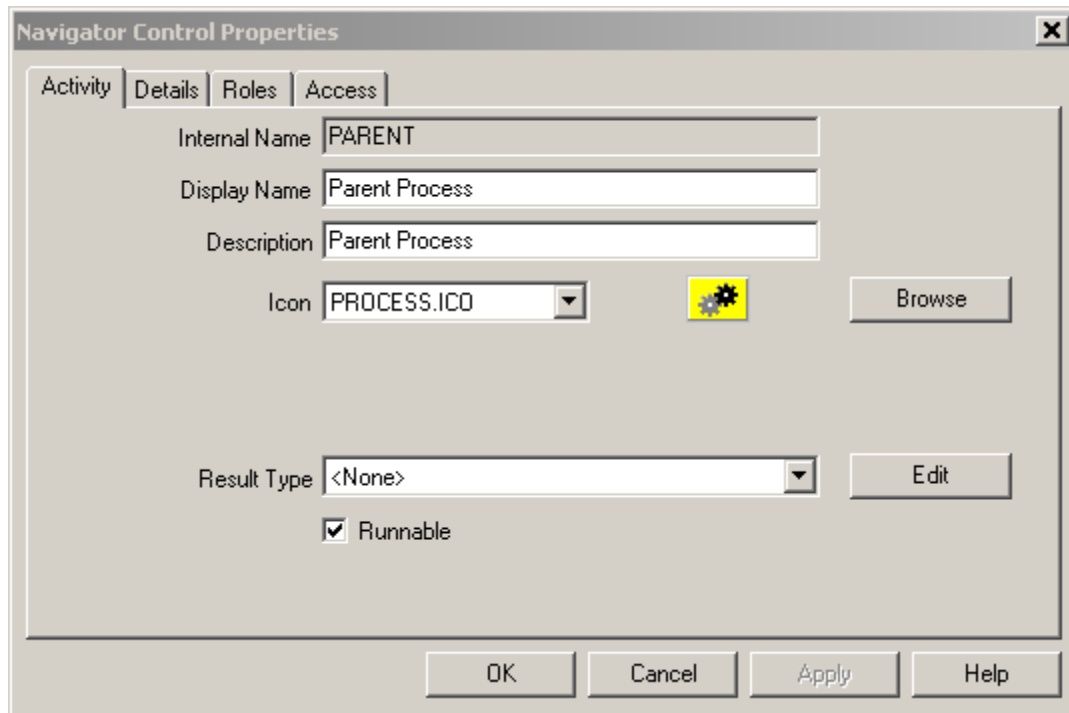 Navigator Control Properties
Activity Details Roles Access
Internal Name PARENT
Display Name Parent Process
Description Parent Process
Icon PROCESS.ICO Browse
Result Type <None> Edit
Runnable
OK Cancel Apply Help